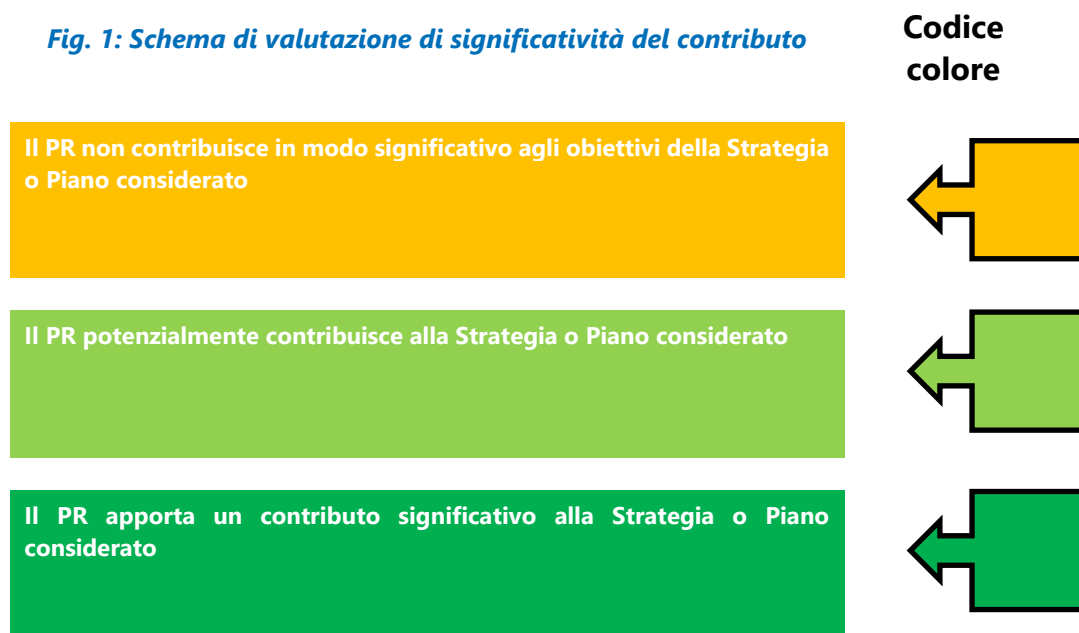 Fig. 1: Schema di valutazione di significatività del contributo
Codice
colore
Il PR non contribuisce in modo significativo agli obiettivi della Strategia
o Piano considerato
Il PR potenzialmente contribuisce alla Strategia o Piano considerato
Il PR apporta un contributo significativo alla Strategia o Piano
considerato